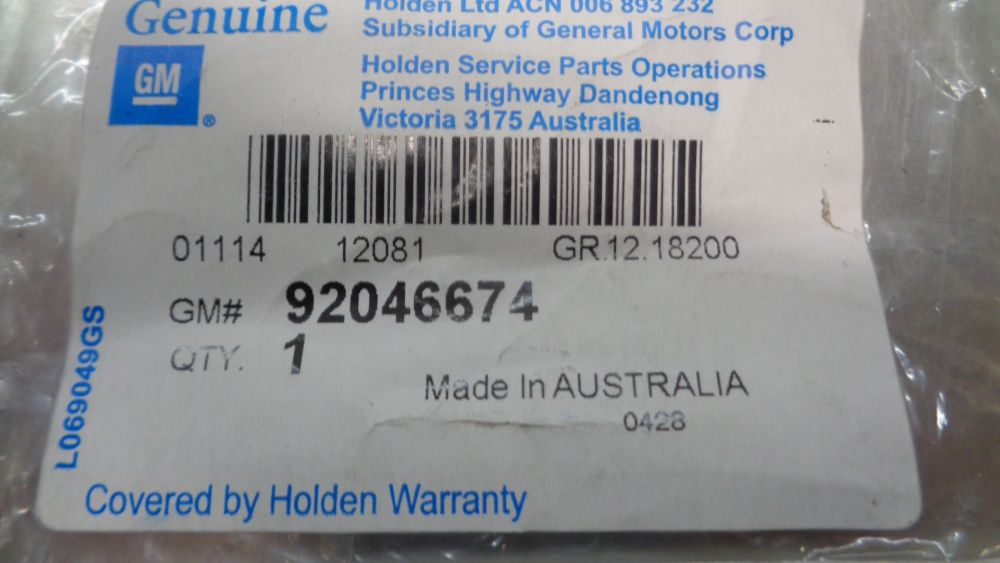 Genuine
GM
®
Holden Ltd ACN 006 893 232
Subsidiary of General Motors Corp
Holden Service Parts Operations
Princes Highway Dandenong
Victoria 3175 Australia
01114 12081 GR.12.18200
GM# 92046674
QTY. 1
Made In AUSTRALIA
0428
L069049GS
Covered by Holden Warranty